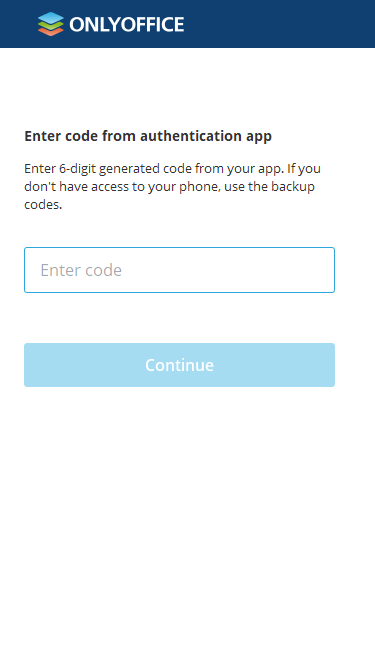 ONLYOFFICE
Enter code from authentication app
Enter 6-digit generated code from your app. If you
don't have access to your phone, use the backup
codes.
Enter code
Continue